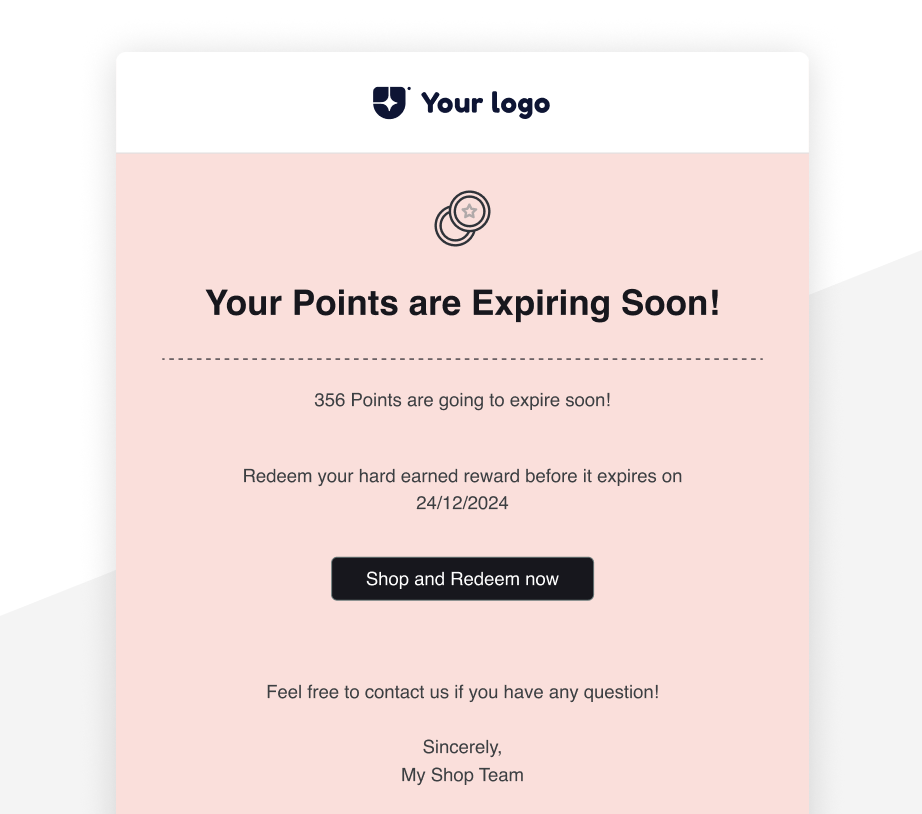 Your logo
Your Points are Expiring Soon!
356 Points are going to expire soon!
Redeem your hard earned reward before it expires on
24/12/2024
Shop and Redeem now
Feel free to contact us if you have any question!
Sincerely,
My Shop Team